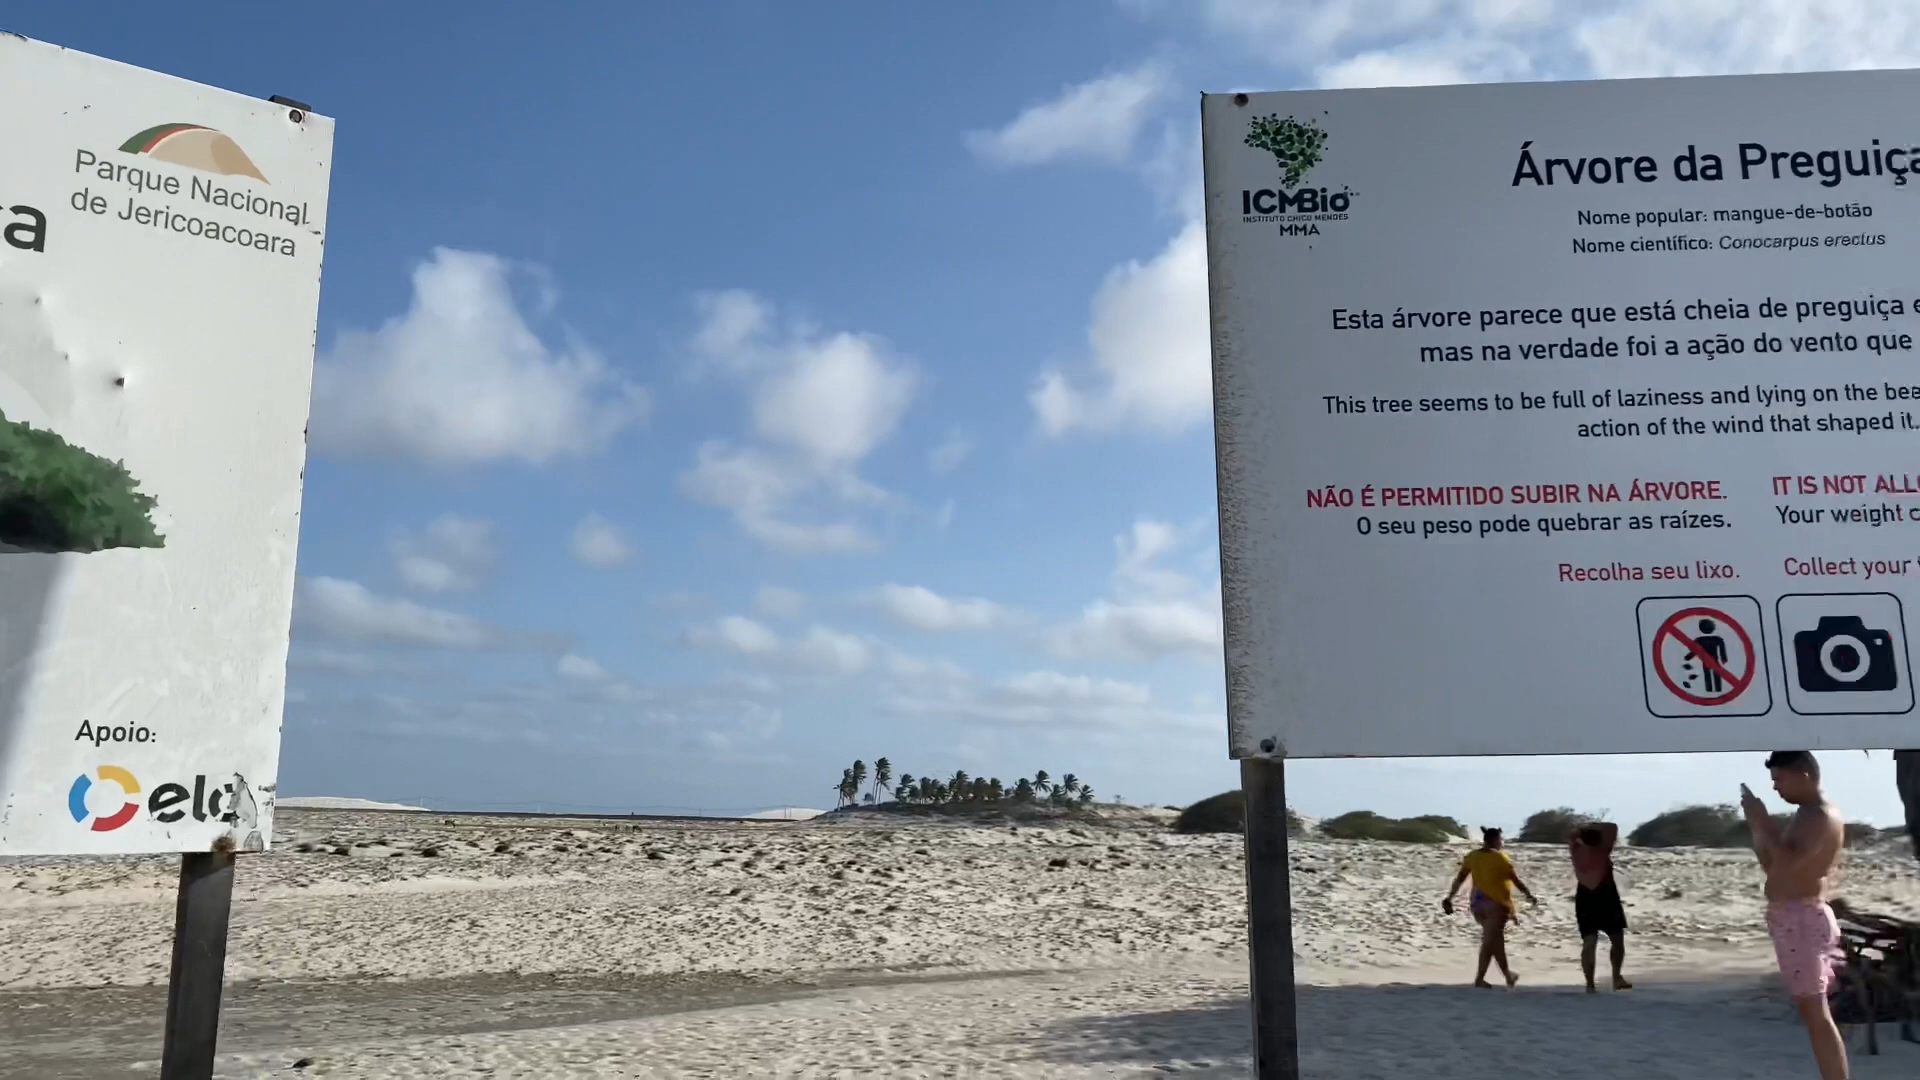 ça
Parque Nacional
de Jericoacoara
Apoio:
ICMBio
INSTITUTO CHICO MENDES
MMA
Árvore da Preguiça
Nome popular: mangue-de-botão
Nome científico: Conocarpus erectus
Esta árvore parece que está cheia de preguiça e
mas na verdade foi a ação do vento que
This tree seems to be full of laziness and lying on the
action of the wind that shaped it.
NÃO É PERMITIDO SUBIR NA ÁRVORE.
O seu peso pode quebrar as raízes.
IT IS NOT
Your weight
Recolha seu lixo.
Collect your